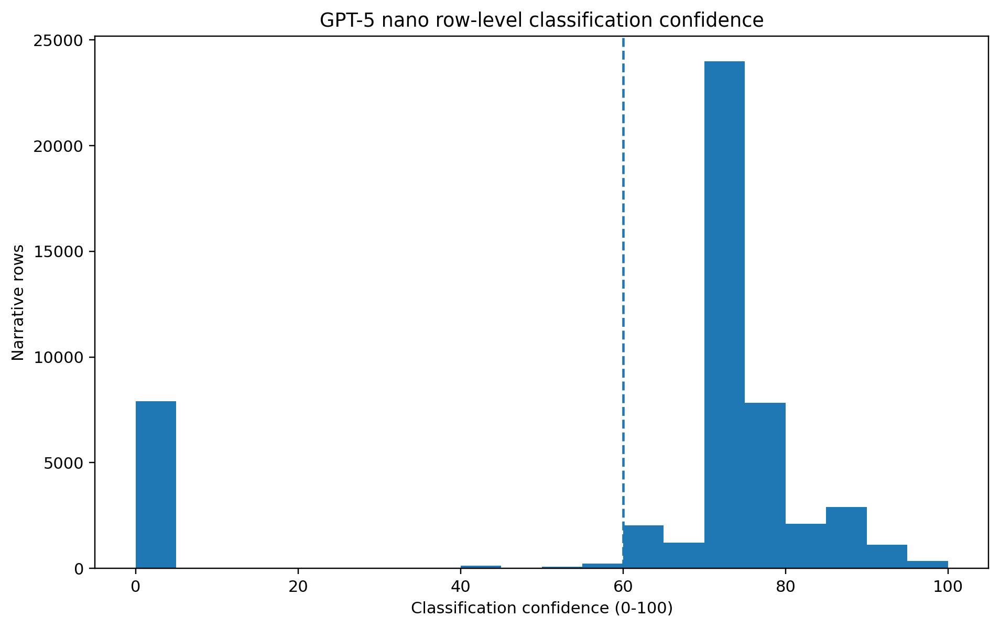 GPT-5 nano row-level classification confidence
25000
20000
15000
10000
5000
0
Narrative rows
0 20 40 60 80 100
Classification confidence (0-100)